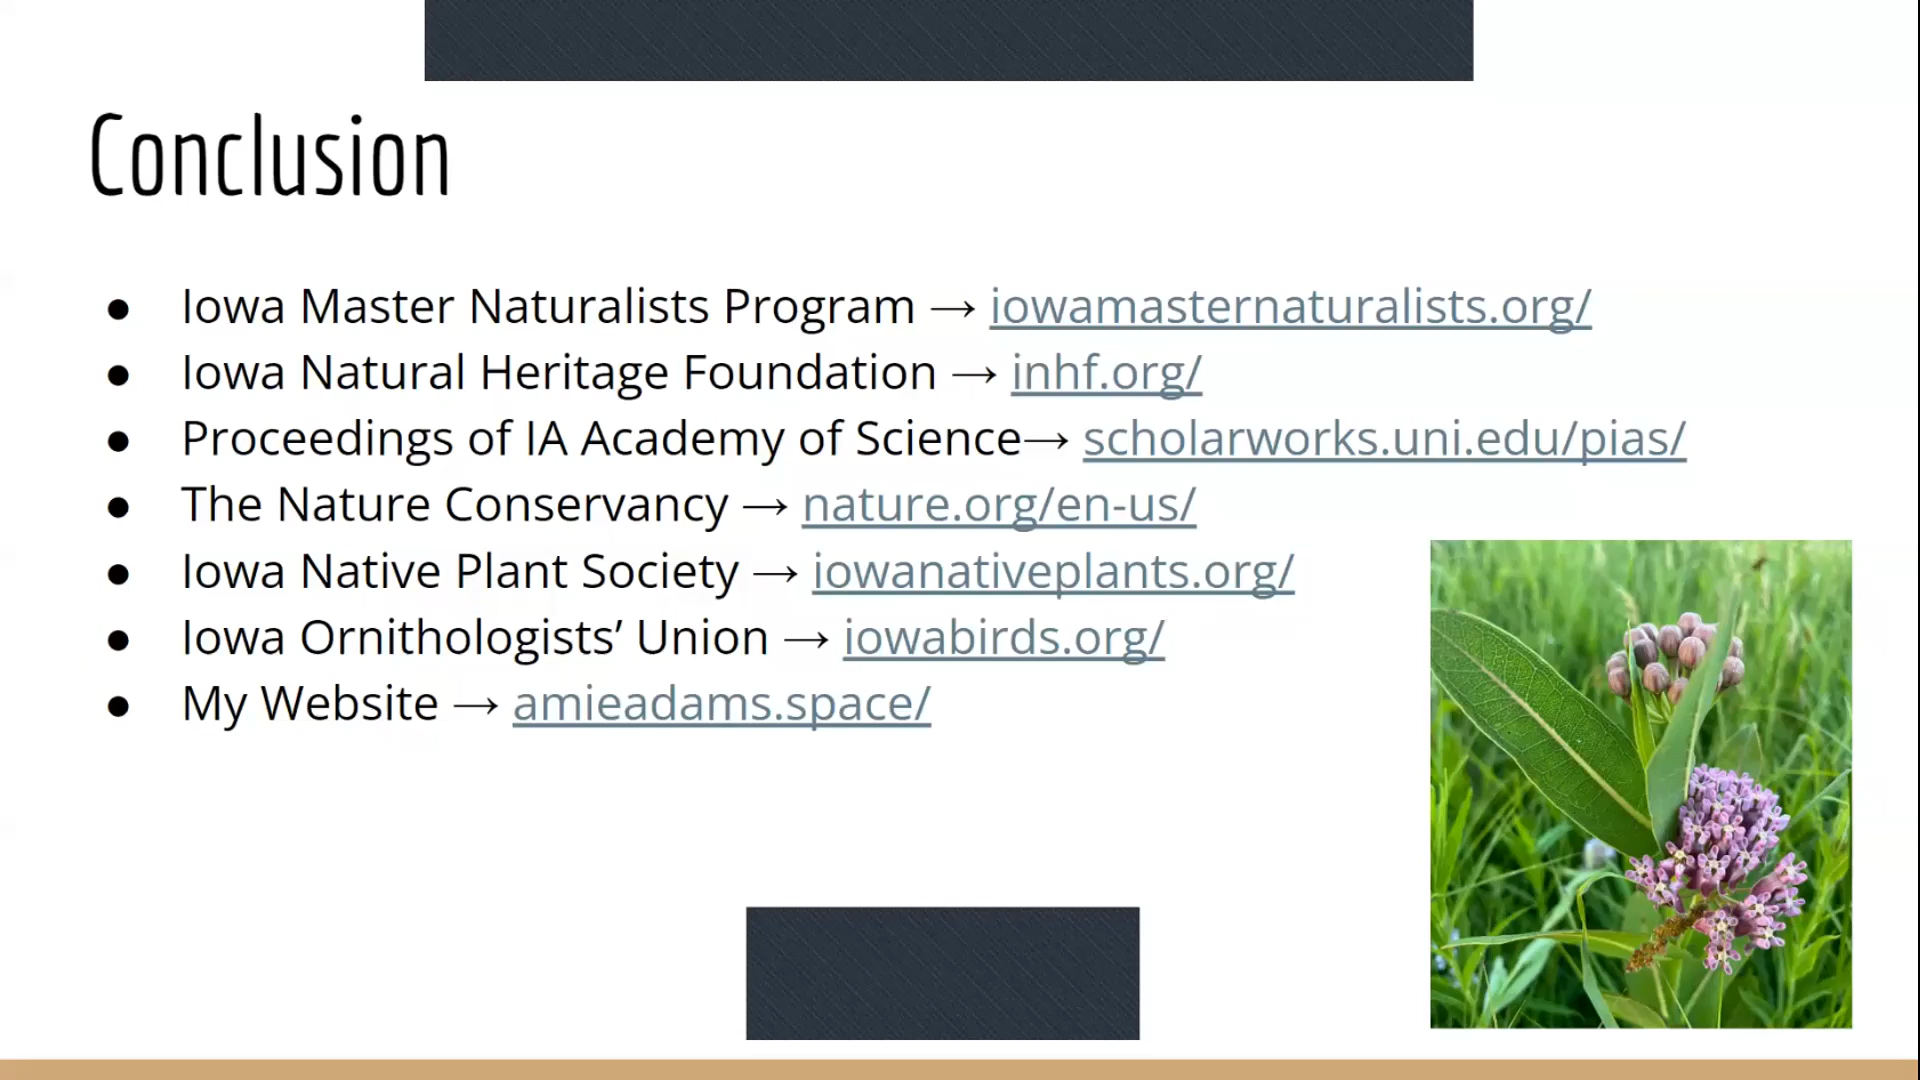 Conclusion
● Iowa Master Naturalists Program → iowamasternaturalists.org/
● Iowa Natural Heritage Foundation → inhf.org/
● Proceedings of IA Academy of Science→ scholarworks.uni.edu/pias/
● The Nature Conservancy → nature.org/en-us/
● Iowa Native Plant Society → iowanativeplants.org/
● Iowa Ornithologists’ Union → iowabirds.org/
● My Website → amieadams.space/